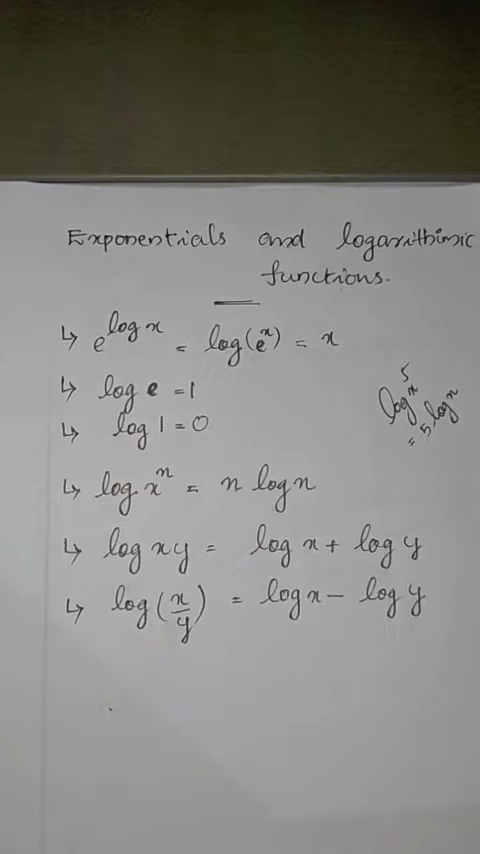 Exponentials and logarithimic
functions.
↳ e^{log x} = log(e^x) = x
↳ log e = 1
↳ log 1 = 0
log x^5
= 5 log x
↳ log x^n = n log x
↳ log xy = log x + log y
↳ log(x/y) = log x - log y